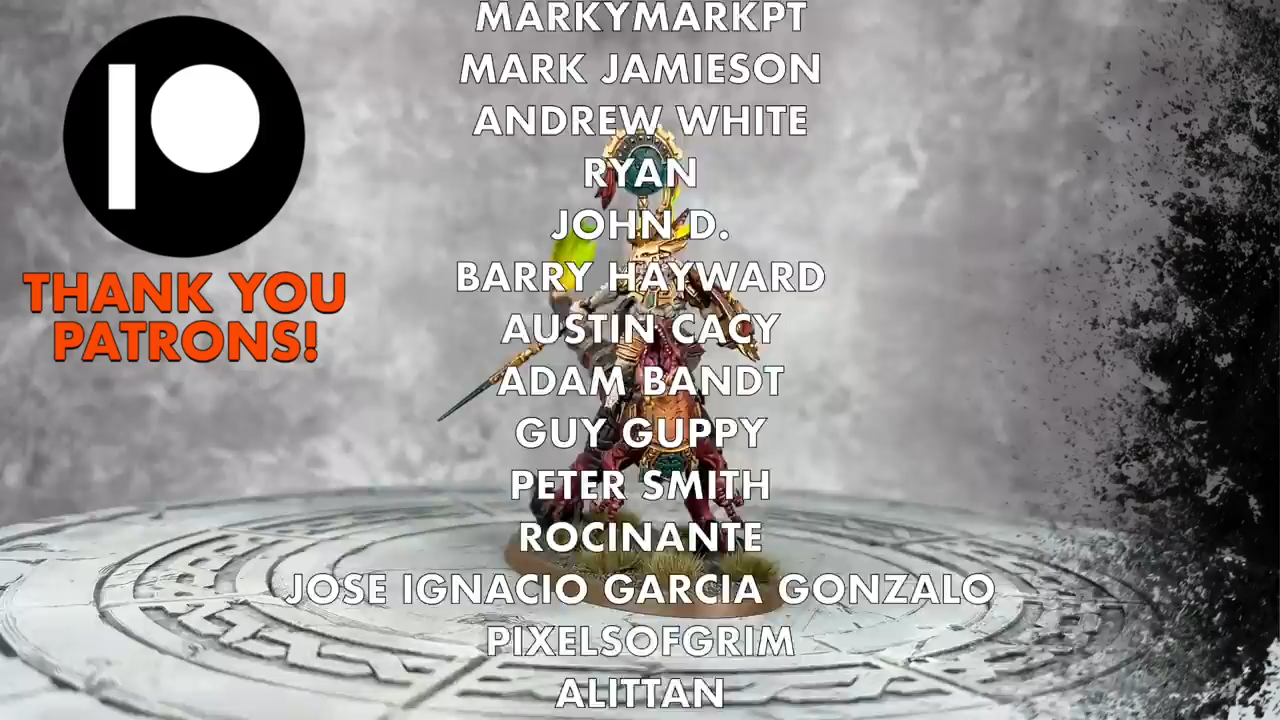 MARKYMARKPT
MARK JAMIESON
ANDREW WHITE
RYAN
JOHN D.
BARRY HAYWARD
AUSTIN CACY
ADAM BANDT
GUY GUPPY
PETER SMITH
ROCINANTE
JOSE IGNACIO GARCIA GONZALO
PIXELSOFGRIM
ALITTAN
THANK YOU
PATRONS!